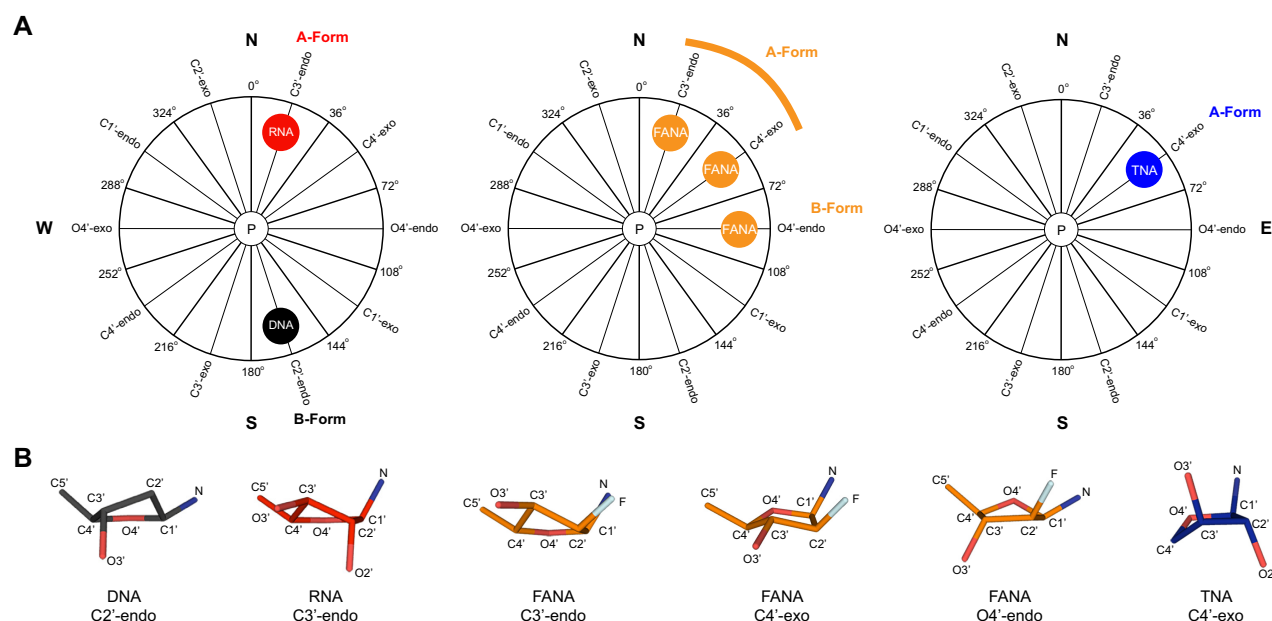 A
N
A-Form
0°
C3'-endo
36°
C4'-exo
72°
O4'-endo
108°
C1'-exo
144°
C2'-endo
180°
C3'-exo
216°
C4'-endo
252°
O4'-exo
288°
C1'-endo
324°
C2'-exo
RNA
P
DNA
W
S
B-Form
N
A-Form
0°
C3'-endo
36°
C4'-exo
72°
O4'-endo
108°
C1'-exo
144°
C2'-endo
180°
C3'-exo
216°
C4'-endo
252°
O4'-exo
288°
C1'-endo
324°
C2'-exo
FANA
FANA
FANA
P
B-Form
S
N
A-Form
0°
C3'-endo
36°
C4'-exo
72°
O4'-endo
108°
C1'-exo
144°
C2'-endo
180°
C3'-exo
216°
C4'-endo
252°
O4'-exo
288°
C1'-endo
324°
C2'-exo
TNA
P
E
S
B
C5'
C3'
C2'
N
C4'
O4'
C1'
O3'
DNA
C2'-endo
N
C5'
C3'
O3'
C4'
O4'
C1'
C2'
O2'
RNA
C3'-endo
O3'
C3'
N
F
C5'
C4'
O4'
C2'
C1'
FANA
C3'-endo
N
C5'
O4'
C1'
F
C4'
C3'
C2'
O3'
FANA
C4'-exo
C5'
O4'
F
N
C4'
C3'
C2'
C1'
O3'
FANA
O4'-endo
O3'
N
O4'
C1'
C4'
C3'
C2'
O2
TNA
C4'-exo